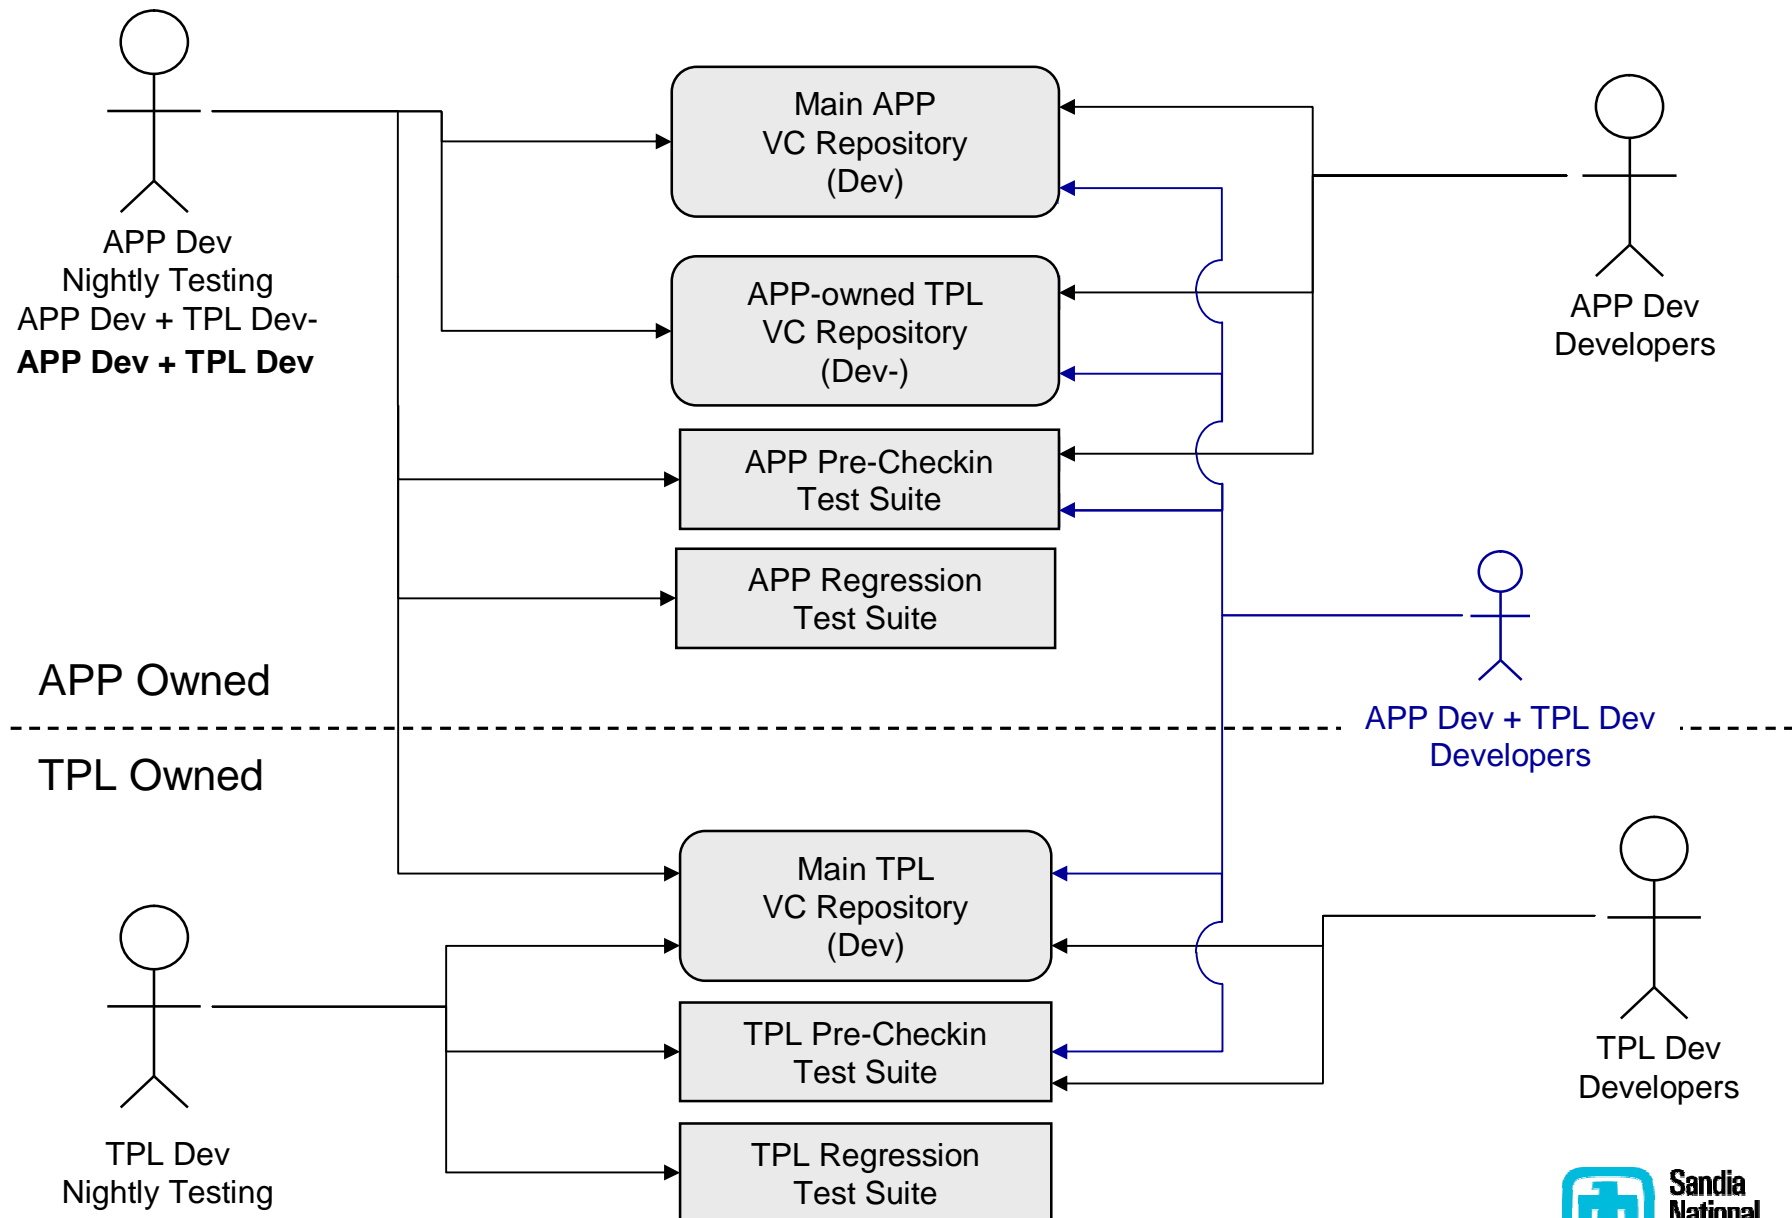 APP Dev
Nightly Testing
APP Dev + TPL Dev-
APP Dev + TPL Dev
Main APP
VC Repository
(Dev)
APP-owned TPL
VC Repository
(Dev-)
APP Pre-Checkin
Test Suite
APP Regression
Test Suite
APP Dev
Developers
APP Owned
APP Dev + TPL Dev
Developers
TPL Owned
Main TPL
VC Repository
(Dev)
TPL Pre-Checkin
Test Suite
TPL Regression
Test Suite
TPL Dev
Nightly Testing
TPL Dev
Developers
Sandia
National